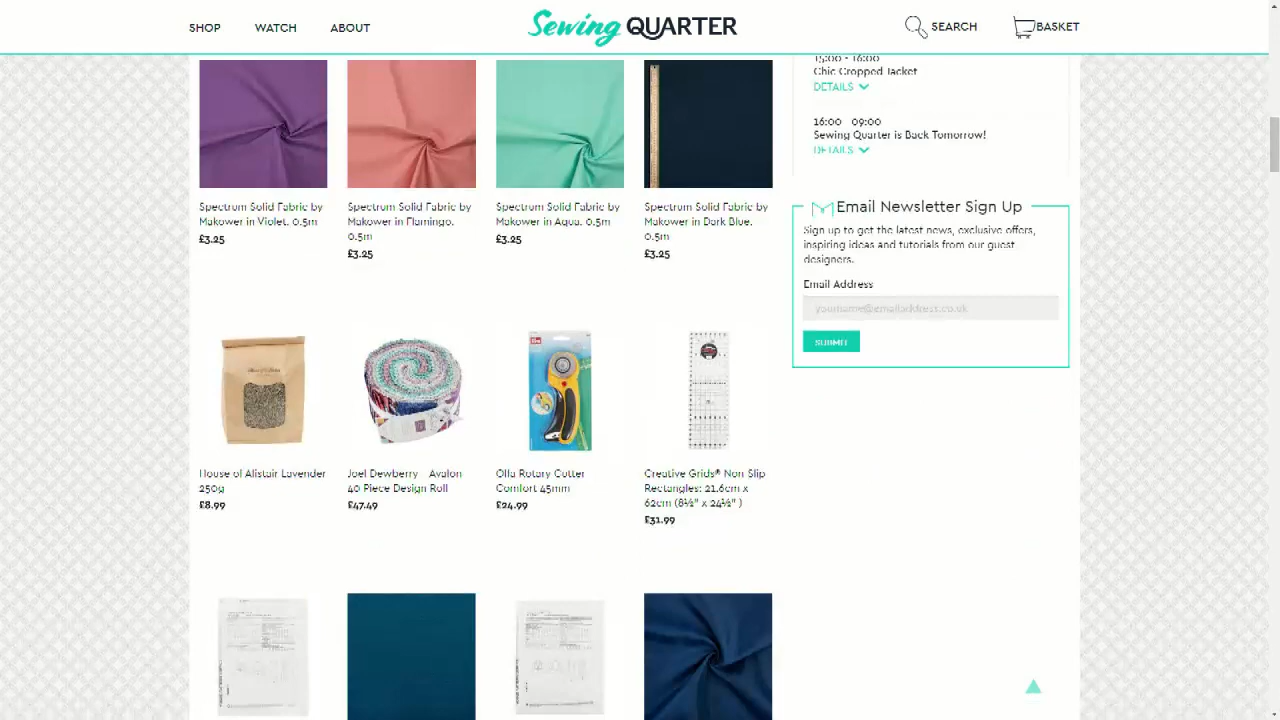 SHOP
WATCH
ABOUT
Sewing QUARTER
SEARCH
BASKET
Spectrum Solid Fabric by
Makower in Violet. 0.5m
£3.25
Spectrum Solid Fabric by
Makower in Flamingo.
0.5m
£3.25
Spectrum Solid Fabric by
Makower in Aqua. 0.5m
£3.25
Spectrum Solid Fabric by
Makower in Dark Blue.
0.5m
£3.25
House of Alistair Lavender
250g
£8.99
Joel Dewberry - Avalon
40 Piece Design Roll
£47.49
Olfa Rotary Cutter
Comfort 45mm
£24.99
Creative Grids® Non Slip
Rectangles: 21.6cm x
62cm (8½" x 24½" )
£31.99
15:00 - 16:00
Chic Cropped Jacket
DETAILS
16:00 - 09:00
Sewing Quarter is Back Tomorrow!
DETAILS
Email Newsletter Sign Up
Sign up to get the latest news, exclusive offers,
inspiring ideas and tutorials from our guest
designers.
Email Address
yourname@emailaddress.co.uk
SUBMIT